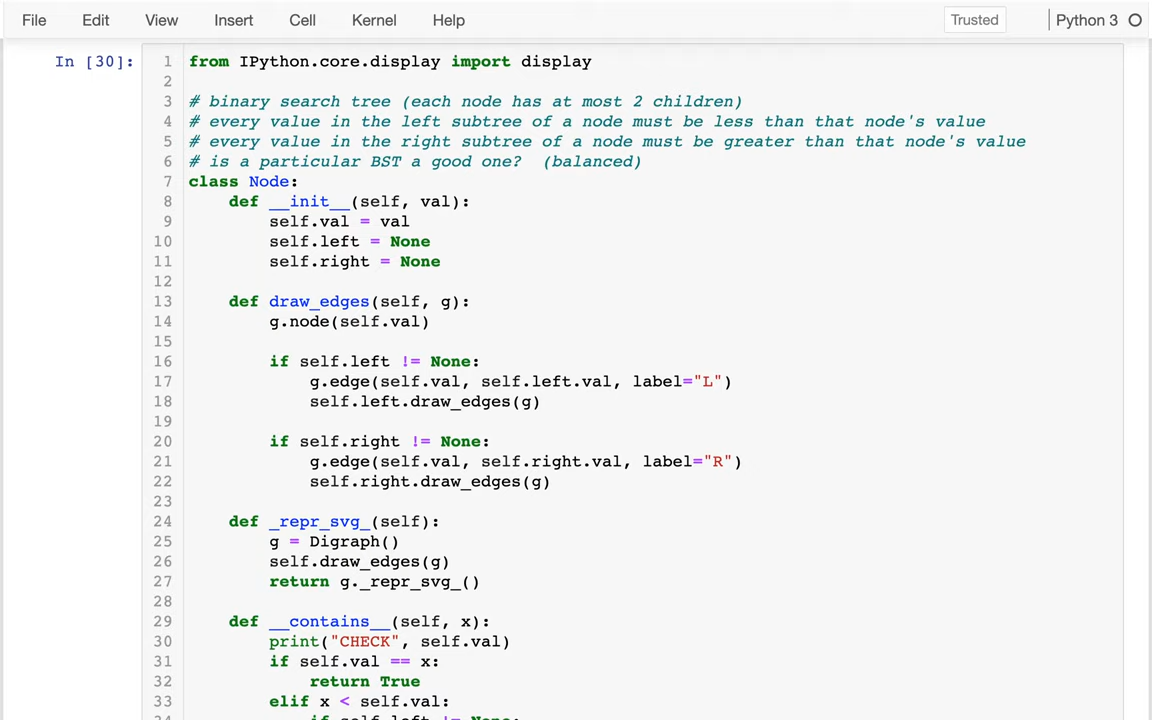 File Edit View Insert Cell Kernel Help Trusted Python 3
In [30]:
1 from IPython.core.display import display
2
3 # binary search tree (each node has at most 2 children)
4 # every value in the left subtree of a node must be less than that node's value
5 # every value in the right subtree of a node must be greater than that node's value
6 # is a particular BST a good one?  (balanced)
7 class Node:
8     def __init__(self, val):
9         self.val = val
10         self.left = None
11         self.right = None
12
13     def draw_edges(self, g):
14         g.node(self.val)
15
16         if self.left != None:
17             g.edge(self.val, self.left.val, label="L")
18             self.left.draw_edges(g)
19
20         if self.right != None:
21             g.edge(self.val, self.right.val, label="R")
22             self.right.draw_edges(g)
23
24     def _repr_svg_(self):
25         g = Digraph()
26         self.draw_edges(g)
27         return g._repr_svg_()
28
29     def __contains__(self, x):
30         print("CHECK", self.val)
31         if self.val == x:
32             return True
33         elif x < self.val:
34             if self.left != None: